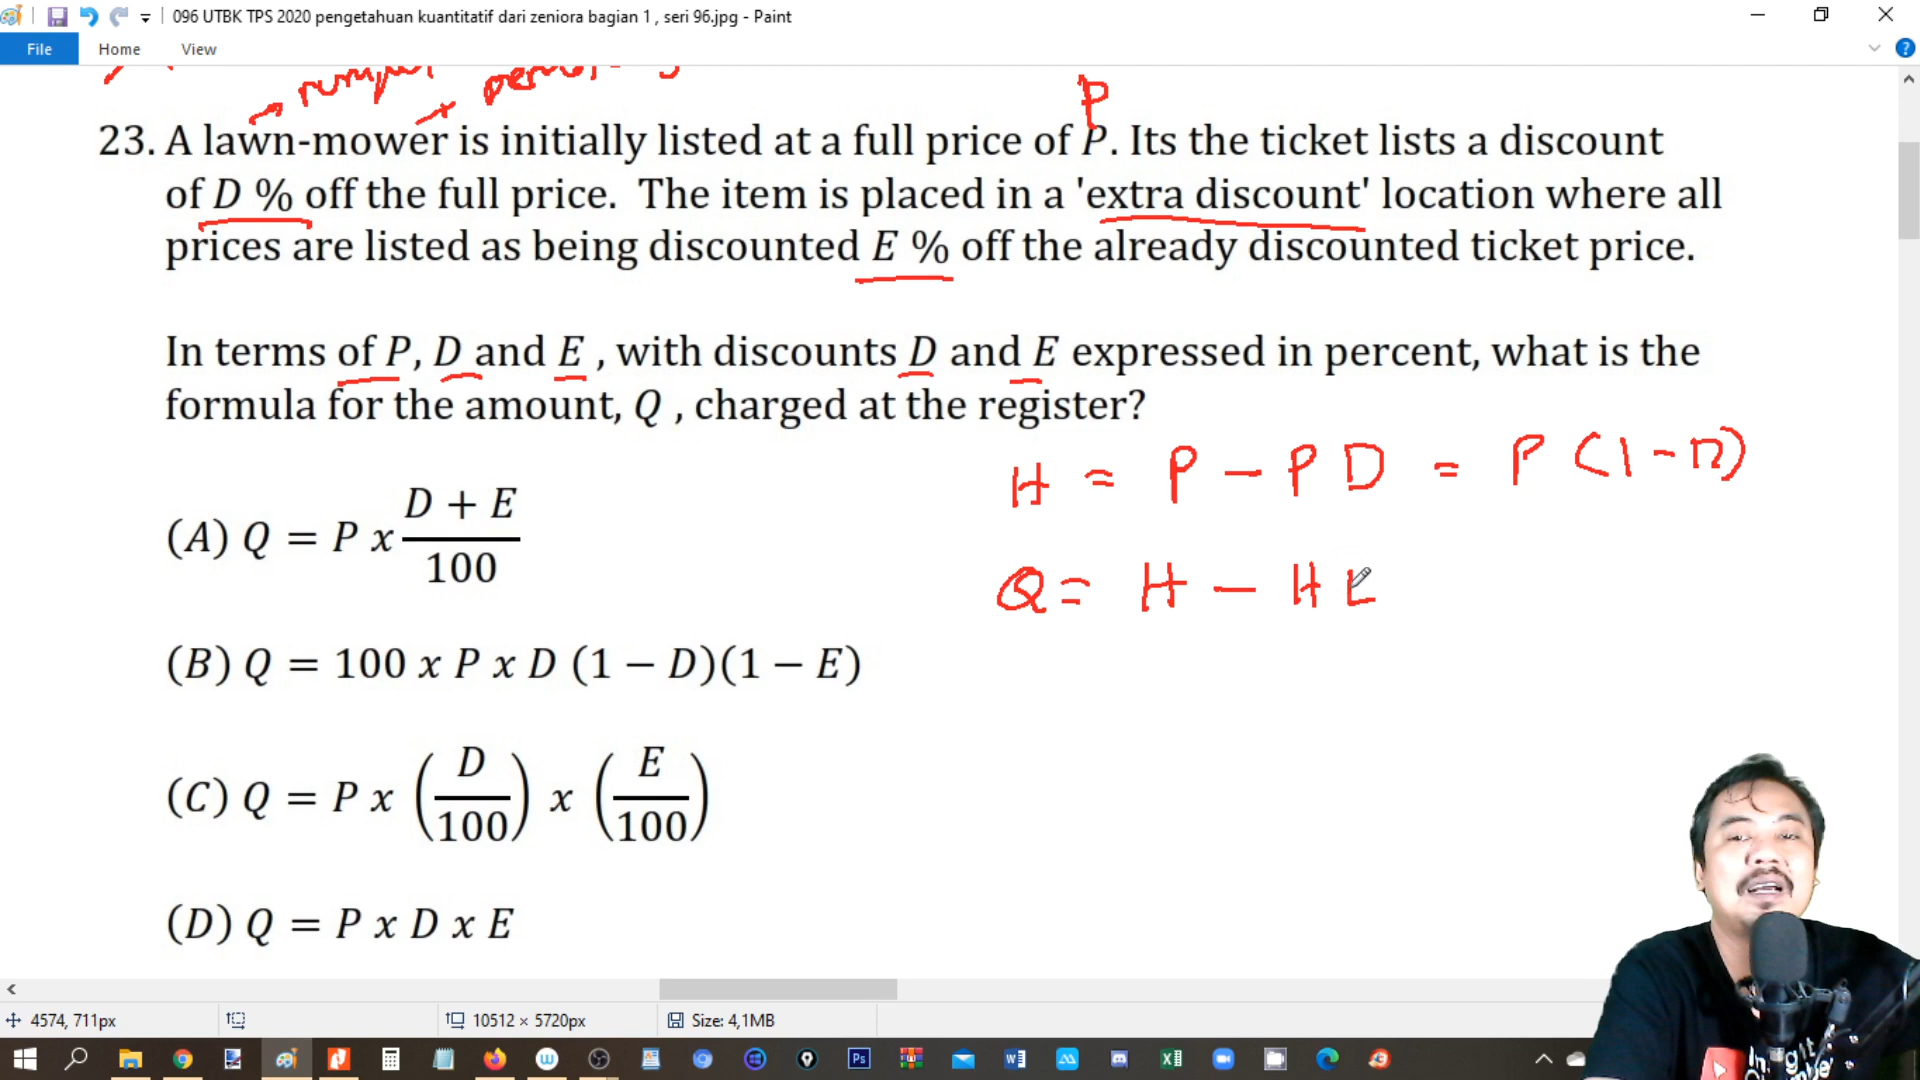 096 UTBK TPS 2020 pengetahuan kuantitatif dari zeniora bagian 1 , seri 96.jpg - Paint
File Home View
P
23. A lawn-mower is initially listed at a full price of P. Its the ticket lists a discount
of D % off the full price. The item is placed in a 'extra discount' location where all
prices are listed as being discounted E % off the already discounted ticket price.
In terms of P, D and E , with discounts D and E expressed in percent, what is the
formula for the amount, Q , charged at the register?
H = P - PD = P (1 - D)
(A) Q = P x (D + E)/100
Q = H - H E
(B) Q = 100 x P x D (1 − D)(1 − E)
(C) Q = P x (D/100) x (E/100)
(D) Q = P x D x E
4574, 711px 10512 × 5720px Size: 4,1MB